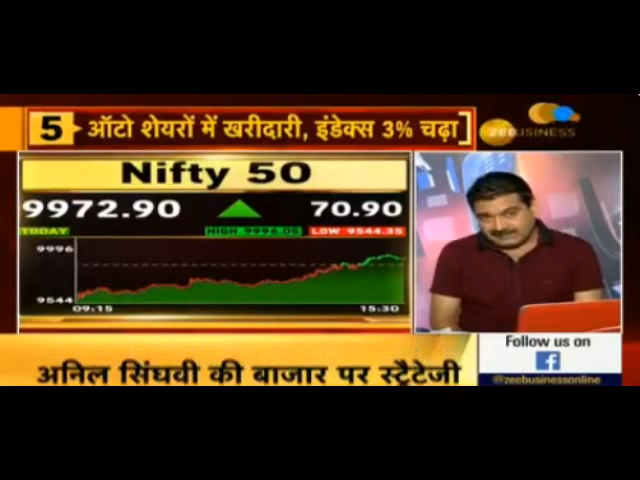 5 ऑटो शेयरों में खरीदारी, इंडेक्स 3% चढ़ा
ZEEBUSINESS
Nifty 50
9972.90 70.90
TODAY HIGH 9996.05 LOW 9544.35
9996
9544
09:15 15:30
Follow us on
@zeebusinessonline
अनिल सिंघवी की बाजार पर स्ट्रैटेजी